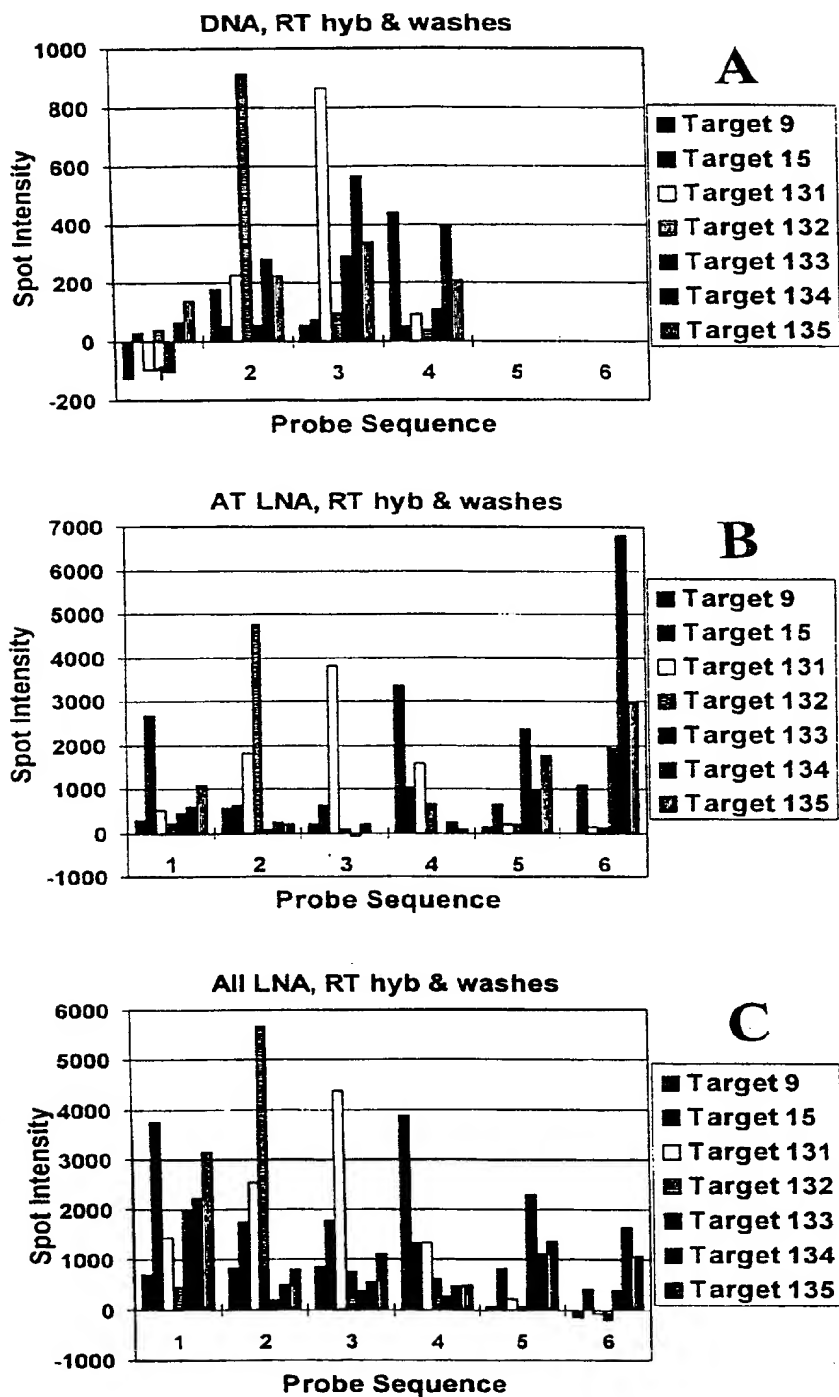 DNA, RT hyb & washes
A
1000
800
600
400
200
0
-200
Spot Intensity
2
3
4
5
6
Probe Sequence
Target 9
Target 15
Target 131
Target 132
Target 133
Target 134
Target 135
AT LNA, RT hyb & washes
B
7000
6000
5000
4000
3000
2000
1000
0
-1000
Spot Intensity
1
2
3
4
5
6
Probe Sequence
Target 9
Target 15
Target 131
Target 132
Target 133
Target 134
Target 135
All LNA, RT hyb & washes
C
6000
5000
4000
3000
2000
1000
0
-1000
Spot Intensity
1
2
3
4
5
6
Probe Sequence
Target 9
Target 15
Target 131
Target 132
Target 133
Target 134
Target 135